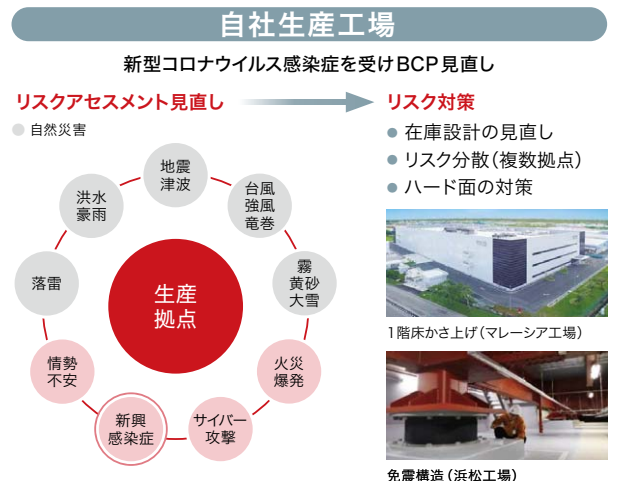 自社生産工場
新型コロナウイルス感染症を受けBCP見直し
リスクアセスメント見直し
リスク対策
自然災害
在庫設計の見直し
リスク分散（複数拠点）
ハード面の対策
地震
津波
台風
強風
竜巻
霧
黄砂
大雪
火災
爆発
サイバー
攻撃
新興
感染症
情勢
不安
落雷
洪水
豪雨
生産
拠点
1階床かさ上げ（マレーシア工場）
免震構造（浜松工場）